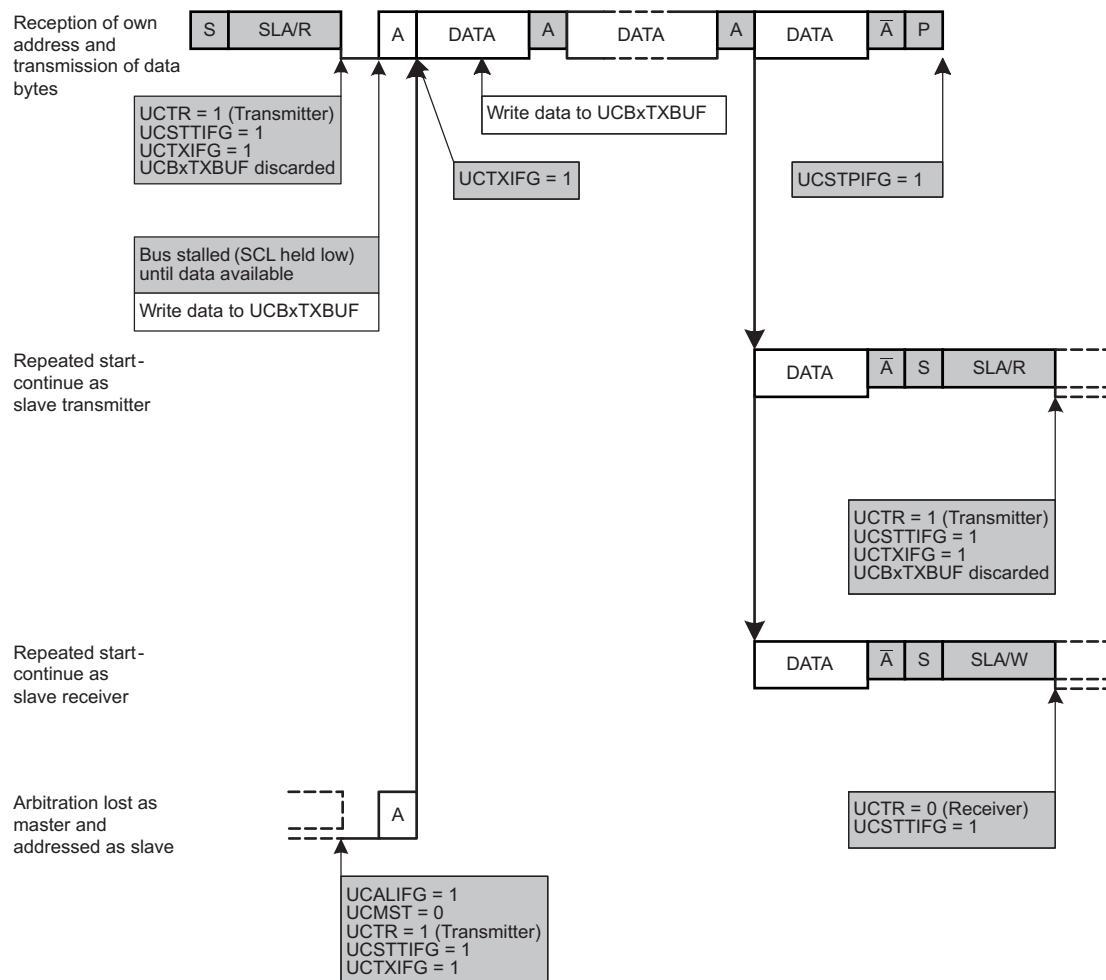 Reception of own
address and
transmission of data
bytes
S SLA/R A DATA A DATA A DATA A̅ P
UCTR = 1 (Transmitter)
UCSTTIFG = 1
UCTXIFG = 1
UCBxTXBUF discarded
Write data to UCBxTXBUF
UCTXIFG = 1
UCSTPIFG = 1
Bus stalled (SCL held low)
until data available
Write data to UCBxTXBUF
Repeated start-
continue as
slave transmitter
DATA A̅ S SLA/R
UCTR = 1 (Transmitter)
UCSTTIFG = 1
UCTXIFG = 1
UCBxTXBUF discarded
Repeated start-
continue as
slave receiver
DATA A̅ S SLA/W
UCTR = 0 (Receiver)
UCSTTIFG = 1
Arbitration lost as
master and
addressed as slave
A
UCALIFG = 1
UCMST = 0
UCTR = 1 (Transmitter)
UCSTTIFG = 1
UCTXIFG = 1